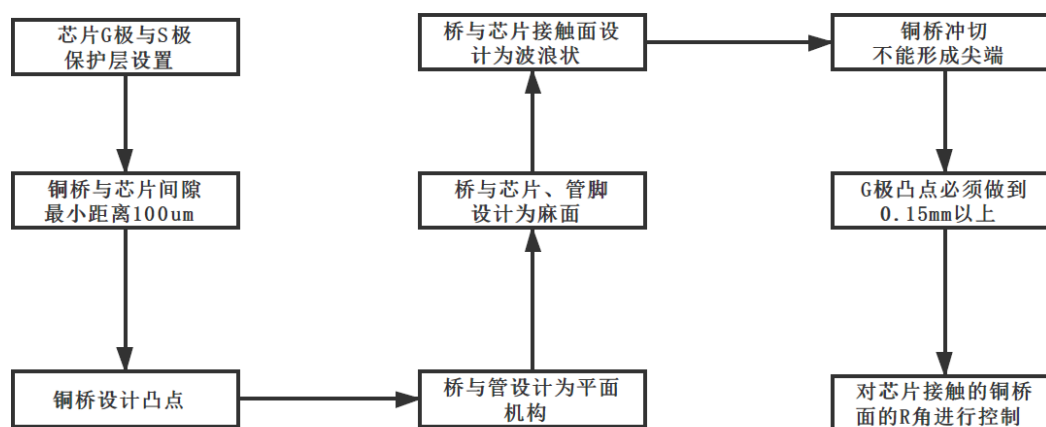 芯片G极与S极
保护层设置
铜桥与芯片间隙
最小距离100um
铜桥设计凸点
桥与管设计为平面
机构
桥与芯片、管脚
设计为麻面
桥与芯片接触面设
计为波浪状
铜桥冲切
不能形成尖端
G极凸点必须做到
0.15mm以上
对芯片接触的铜桥
面的R角进行控制